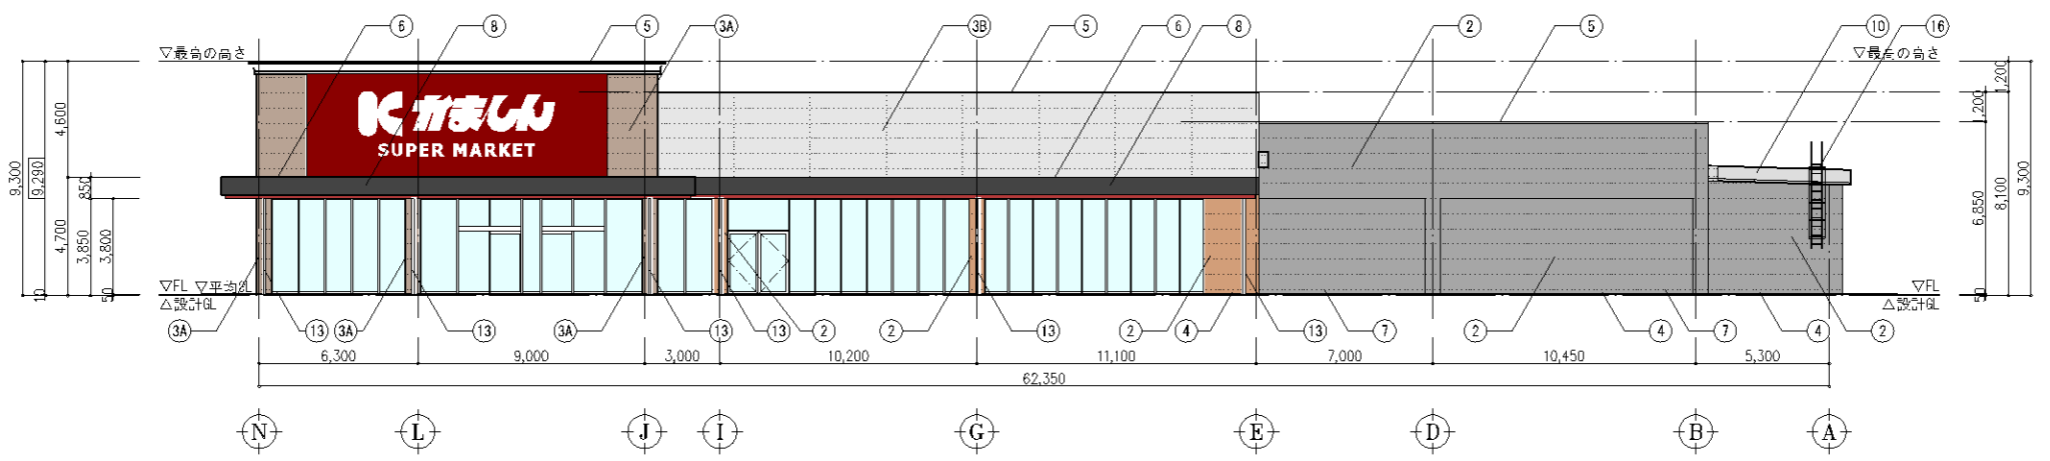 6 8 5 3A 3B 5 6 8 2 5 10 16
▽最高の高さ ▽最高の高さ
K かましん
SUPER MARKET
9,300 9,290 4,600 4,700 850 3,850 3,800 10 50
1,200 1,200 6,850 8,100 9,300 50
▽FL ▽平均GL ▽FL
△設計GL △設計GL
3A 13 3A 13 3A 13 13 2 2 13 2 4 13 7 2 4 7 4 2
6,300 9,000 3,000 10,200 11,100 7,000 10,450 5,300
62,350
N L J I G E D B A